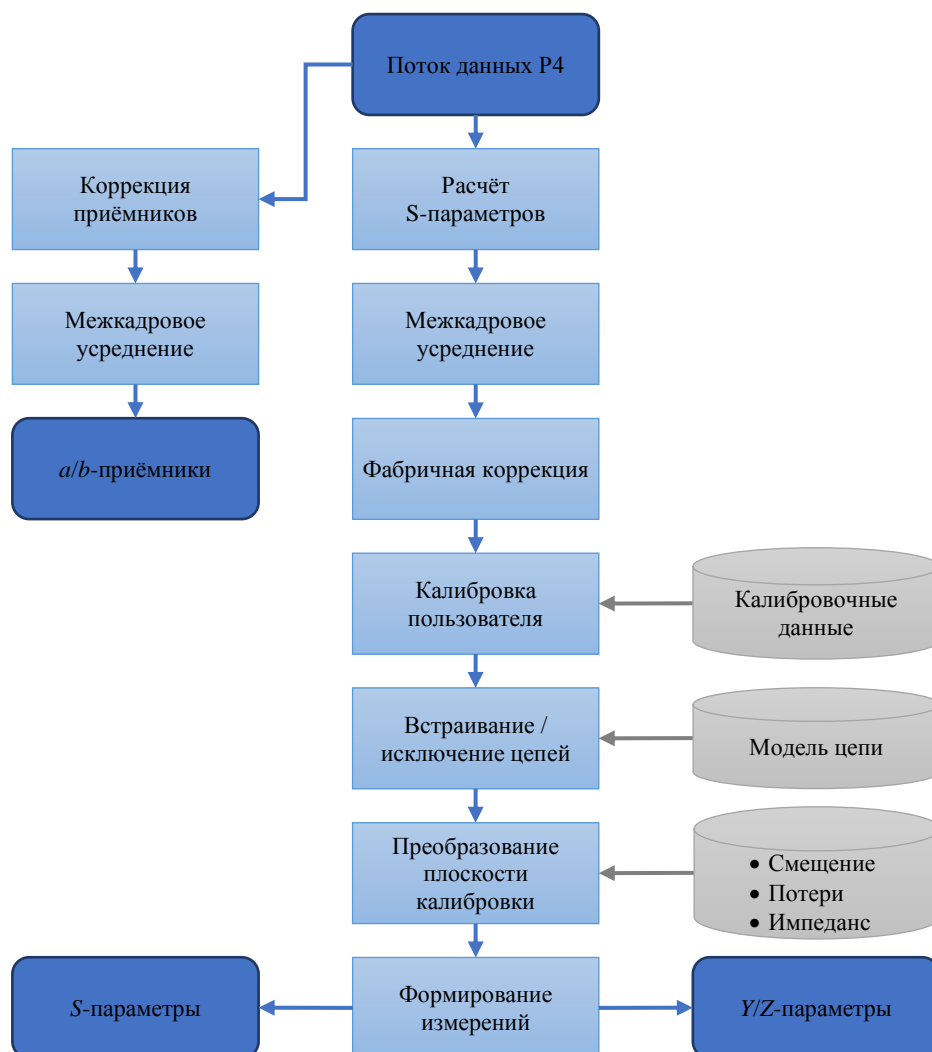 Поток данных P4
Коррекция
приёмников
Расчёт
S-параметров
Межкадровое
усреднение
Межкадровое
усреднение
a/b-приёмники
Фабричная коррекция
Калибровка
пользователя
Калибровочные
данные
Встраивание /
исключение цепей
Модель цепи
Преобразование
плоскости
калибровки
• Смещение
• Потери
• Импеданс
S-параметры
Формирование
измерений
Y/Z-параметры